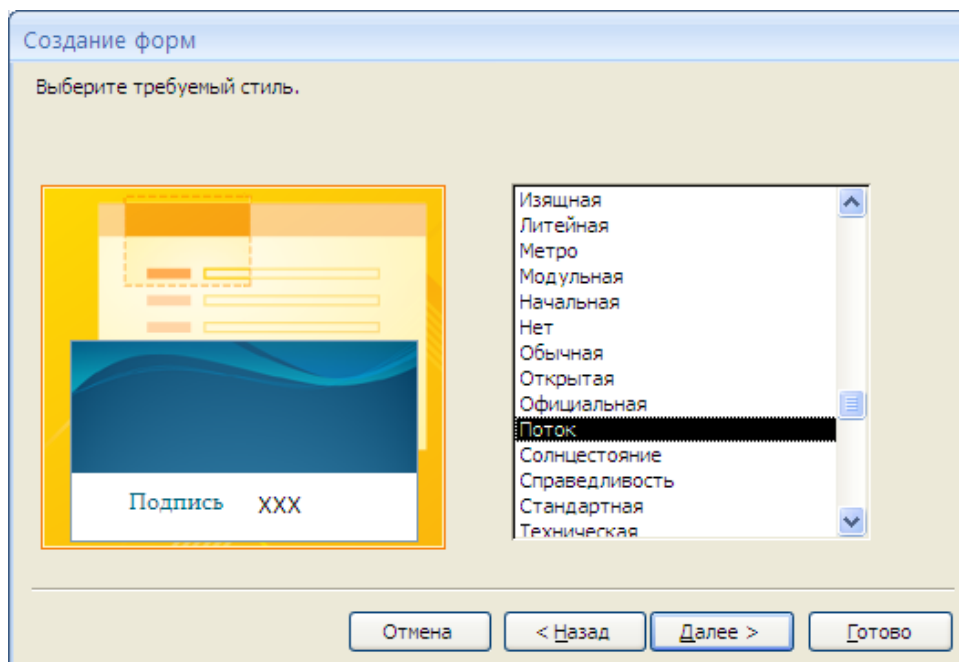 Создание форм
Выберите требуемый стиль.
Изящная
Литейная
Метро
Модульная
Начальная
Нет
Обычная
Открытая
Официальная
Поток
Солнцестояние
Справедливость
Стандартная
Техническая
Подпись XXX
Отмена
< Назад
Далее >
Готово